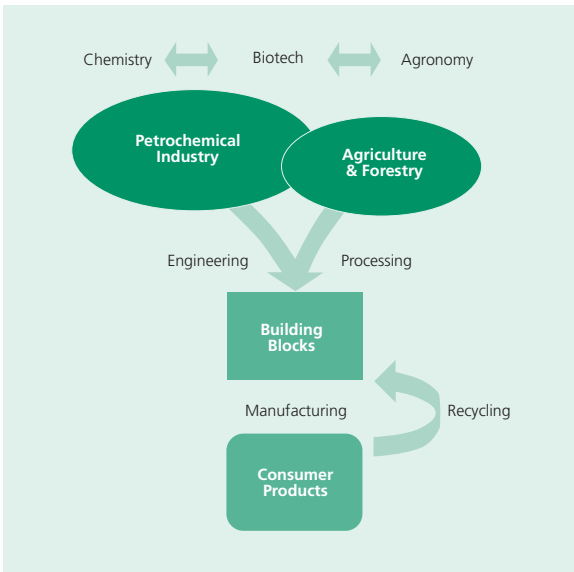 Chemistry
Biotech
Agronomy
Petrochemical
Industry
Agriculture
& Forestry
Engineering
Processing
Building
Blocks
Manufacturing
Recycling
Consumer
Products